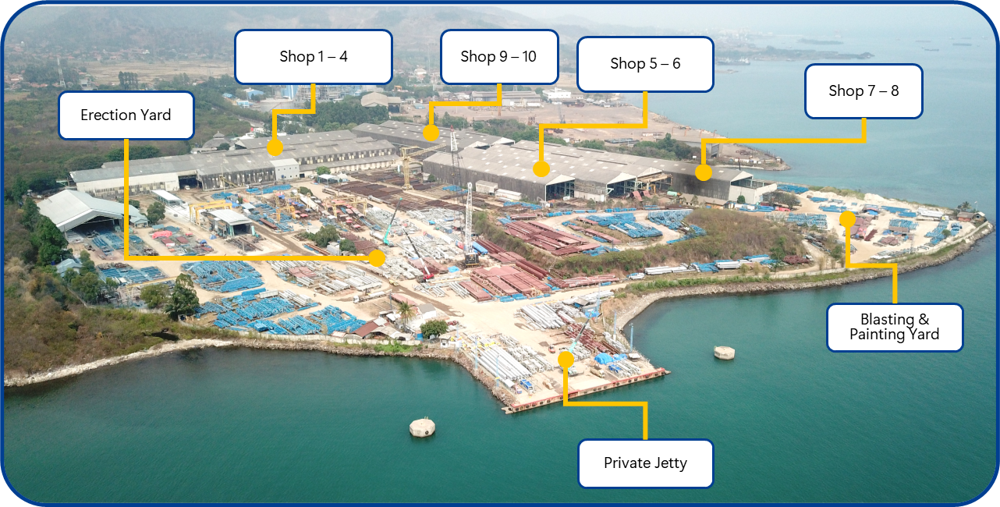 Shop 1 – 4
Shop 9 – 10
Shop 5 – 6
Shop 7 – 8
Erection Yard
Blasting &
Painting Yard
Private Jetty